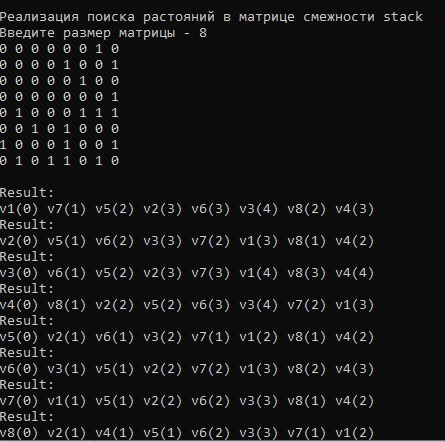 Реализация поиска растояний в матрице смежности stack
Введите размер матрицы - 8
0 0 0 0 0 0 1 0
0 0 0 0 1 0 0 1
0 0 0 0 0 1 0 0
0 0 0 0 0 0 0 1
0 1 0 0 0 1 1 1
0 0 1 0 1 0 0 0
1 0 0 0 1 0 0 1
0 1 0 1 1 0 1 0
Result:
v1(0) v7(1) v5(2) v2(3) v6(3) v3(4) v8(2) v4(3)
Result:
v2(0) v5(1) v6(2) v3(3) v7(2) v1(3) v8(1) v4(2)
Result:
v3(0) v6(1) v5(2) v2(3) v7(3) v1(4) v8(3) v4(4)
Result:
v4(0) v8(1) v2(2) v5(2) v6(3) v3(4) v7(2) v1(3)
Result:
v5(0) v2(1) v6(1) v3(2) v7(1) v1(2) v8(1) v4(2)
Result:
v6(0) v3(1) v5(1) v2(2) v7(2) v1(3) v8(2) v4(3)
Result:
v7(0) v1(1) v5(1) v2(2) v6(2) v3(3) v8(1) v4(2)
Result:
v8(0) v2(1) v4(1) v5(1) v6(2) v3(3) v7(1) v1(2)